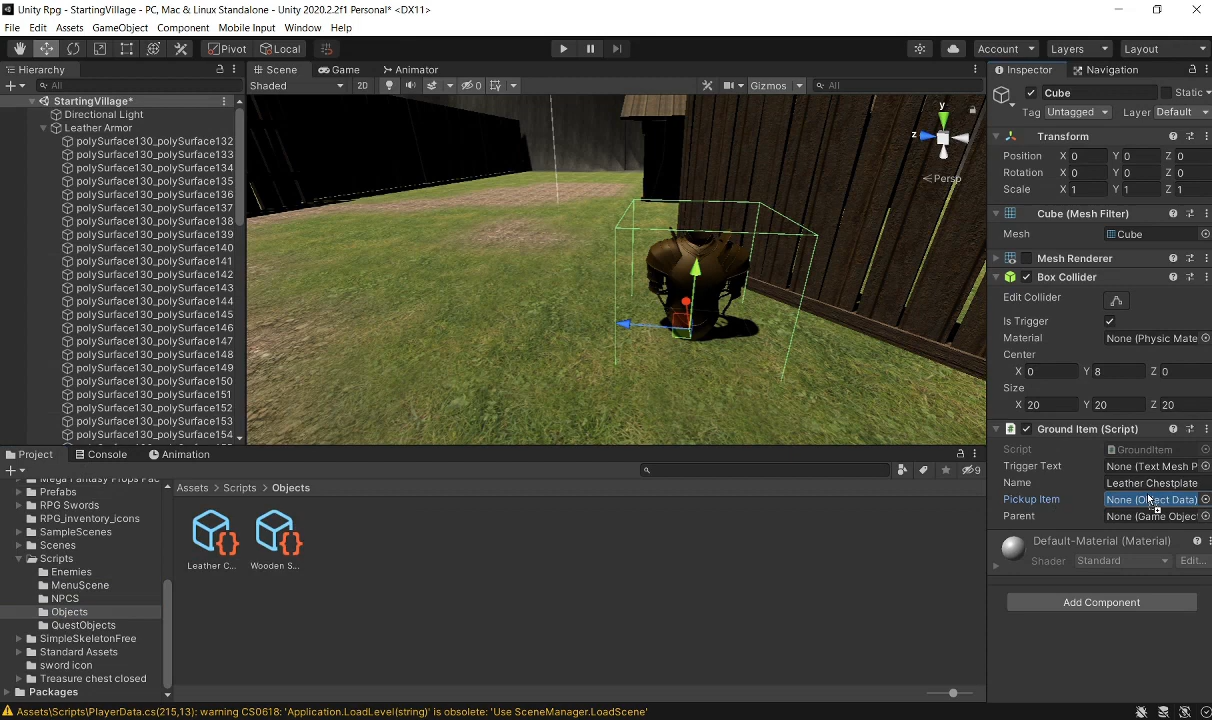 Unity Rpg - StartingVillage - PC, Mac & Linux Standalone - Unity 2020.2.2f1 Personal* <DX11>
File Edit Assets GameObject Component Mobile Input Window Help
Pivot Local Account Layers Layout
Hierarchy Scene Game Animator Inspector Navigation
All Shaded 2D 0 Gizmos All Cube Static
Tag Untagged Layer Default
StartingVillage*
Directional Light
Leather Armor
polySurface130_polySurface132
polySurface130_polySurface133
polySurface130_polySurface134
polySurface130_polySurface135
polySurface130_polySurface136
polySurface130_polySurface137
polySurface130_polySurface138
polySurface130_polySurface139
polySurface130_polySurface140
polySurface130_polySurface141
polySurface130_polySurface142
polySurface130_polySurface143
polySurface130_polySurface144
polySurface130_polySurface145
polySurface130_polySurface146
polySurface130_polySurface147
polySurface130_polySurface148
polySurface130_polySurface149
polySurface130_polySurface150
polySurface130_polySurface151
polySurface130_polySurface152
polySurface130_polySurface153
polySurface130_polySurface154
y
z
Persp
Transform
Position X 0 Y 0 Z 0
Rotation X 0 Y 0 Z 0
Scale X 1 Y 1 Z 1
Cube (Mesh Filter)
Mesh Cube
Mesh Renderer
Box Collider
Edit Collider
Is Trigger
Material None (Physic Mate
Center
X 0 Y 8 Z 0
Size
X 20 Y 20 Z 20
Ground Item (Script)
Script GroundItem
Trigger Text None (Text Mesh P
Name Leather Chestplate
Pickup Item None (Object Data)
Parent None (Game Objec
Default-Material (Material)
Shader Standard Edit...
Add Component
Project Console Animation
9
Assets > Scripts > Objects
Mega Fantasy Props Pac
Prefabs
RPG Swords
RPG_inventory_icons
SampleScenes
Scenes
Scripts
Enemies
MenuScene
NPCS
Objects
QuestObjects
SimpleSkeletonFree
Standard Assets
sword icon
Treasure chest closed
Packages
Leather C... Wooden S...
Assets\Scripts\PlayerData.cs(215,13): warning CS0618: 'Application.LoadLevel(string)' is obsolete: 'Use SceneManager.LoadScene'